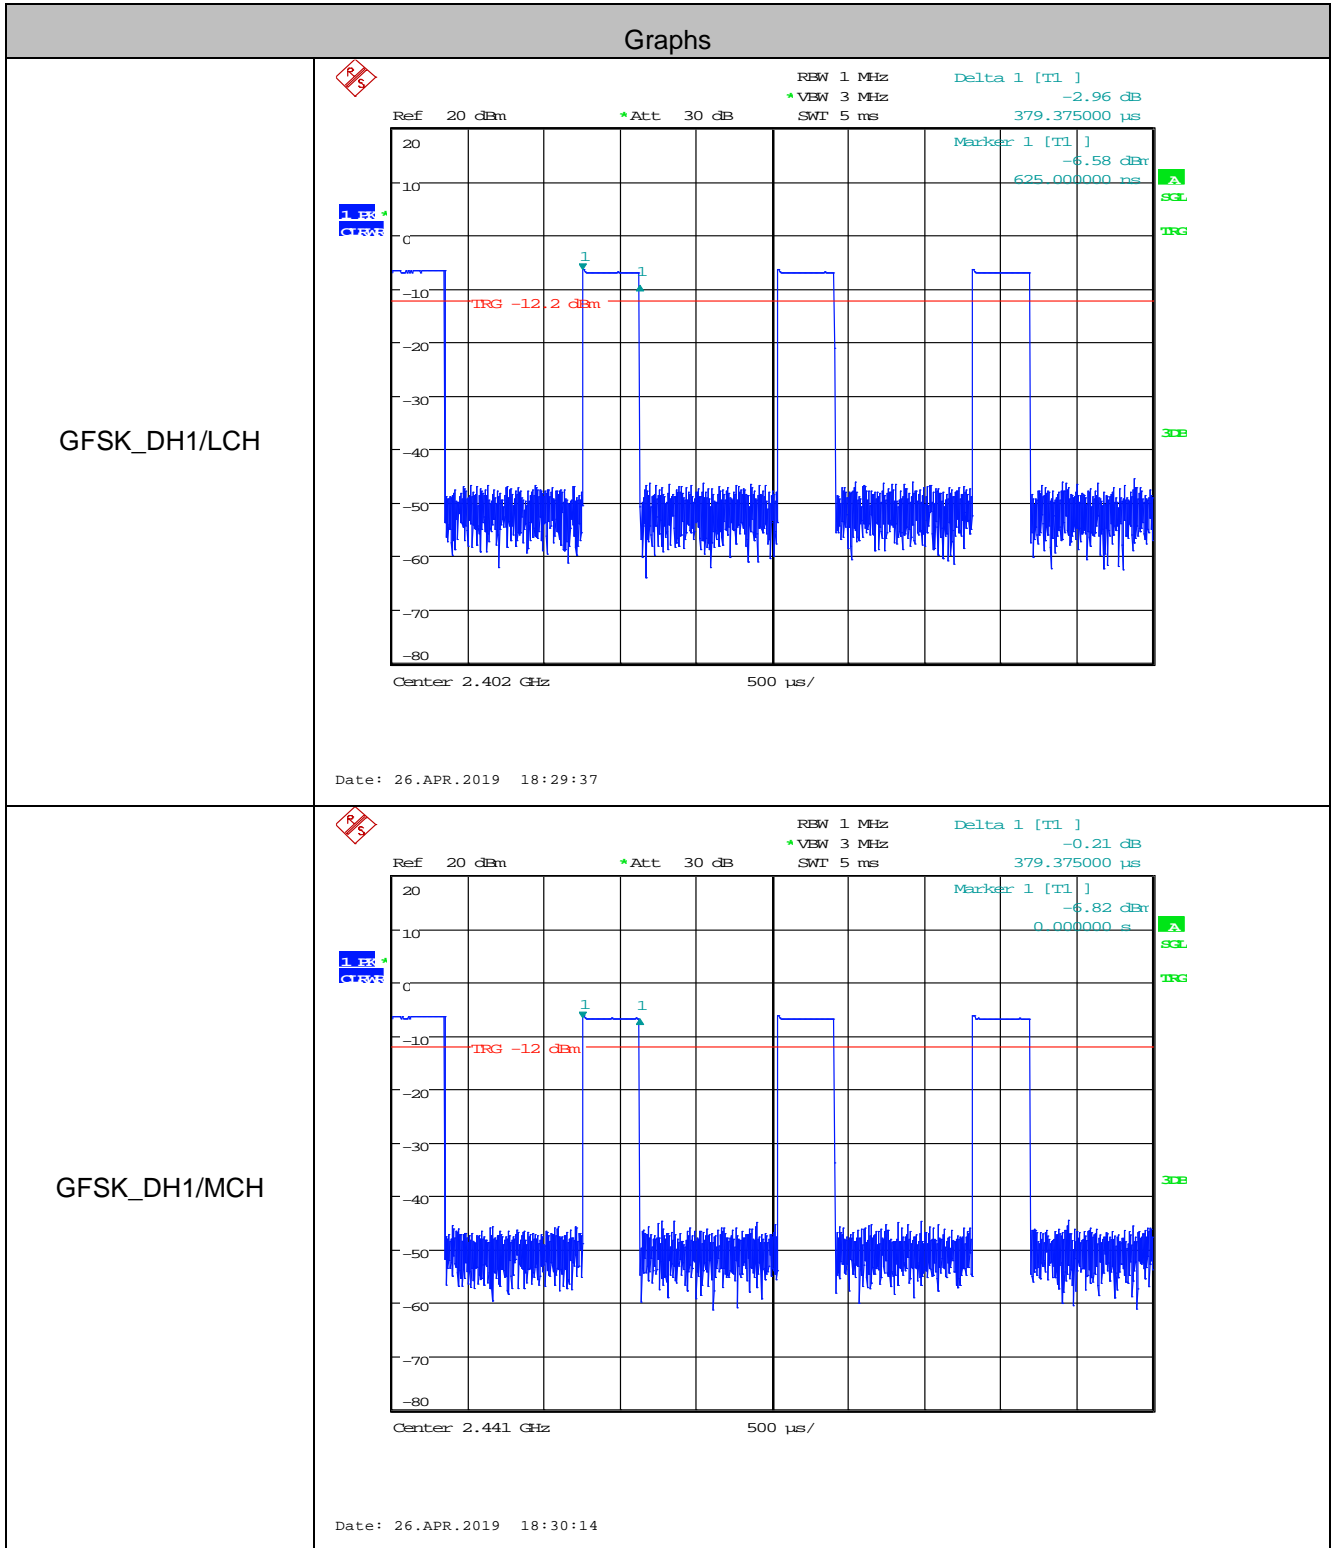 Graphs
GFSK_DH1/LCH
R S
RBW 1 MHz Delta 1 [T1 ]
*VBW 3 MHz -2.96 dB
Ref 20 dBm *Att 30 dB SWT 5 ms 379.375000 µs
20 Marker 1 [T1 ]
-6.58 dBm
10 625.000000 ns A
SGL
1 PK *
CLRWR 0 TRG
1
1
-10
TRG -12.2 dBm
-20
-30
3DB
-40
-50
-60
-70
-80
Center 2.402 GHz 500 µs/
Date: 26.APR.2019 18:29:37
GFSK_DH1/MCH
R S
RBW 1 MHz Delta 1 [T1 ]
*VBW 3 MHz -0.21 dB
Ref 20 dBm *Att 30 dB SWT 5 ms 379.375000 µs
20 Marker 1 [T1 ]
-6.82 dBm
10 0.000000 s A
SGL
1 PK *
CLRWR 0 TRG
1 1
-10
TRG -12 dBm
-20
-30
3DB
-40
-50
-60
-70
-80
Center 2.441 GHz 500 µs/
Date: 26.APR.2019 18:30:14